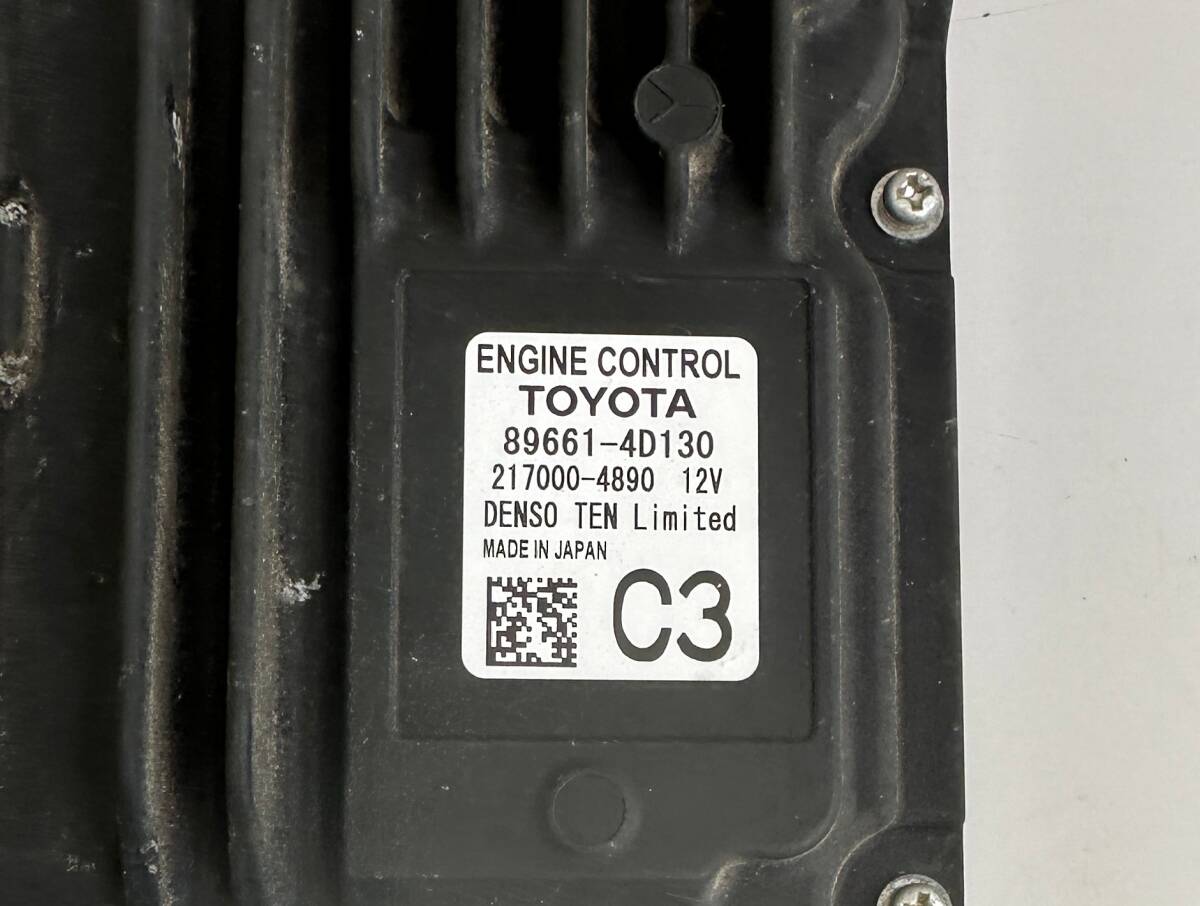 ENGINE CONTROL
TOYOTA
89661-4D130
217000-4890 12V
DENSO TEN Limited
MADE IN JAPAN
C3